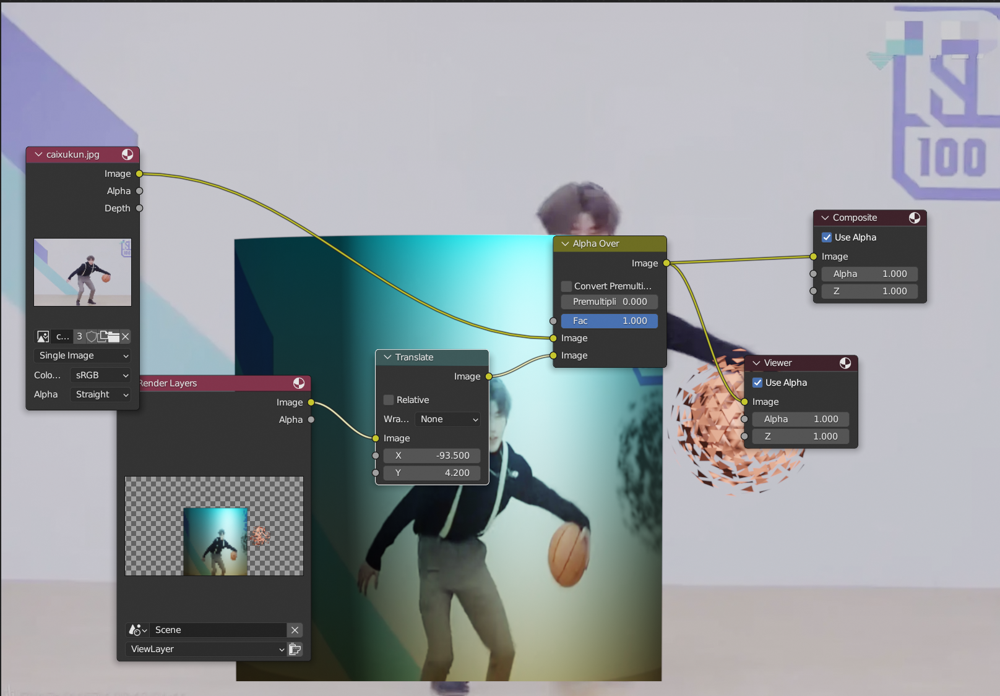 100
caixukun.jpg
Image
Alpha
Depth
100
c... 3
Single Image
Colo... sRGB
Alpha Straight
Render Layers
Image
Alpha
Scene
ViewLayer
Translate
Image
Relative
Wra... None
Image
X -93.500
Y 4.200
Alpha Over
Image
Convert Premulti...
Premultipli 0.000
Fac 1.000
Image
Image
Composite
Use Alpha
Image
Alpha 1.000
Z 1.000
Viewer
Use Alpha
Image
Alpha 1.000
Z 1.000